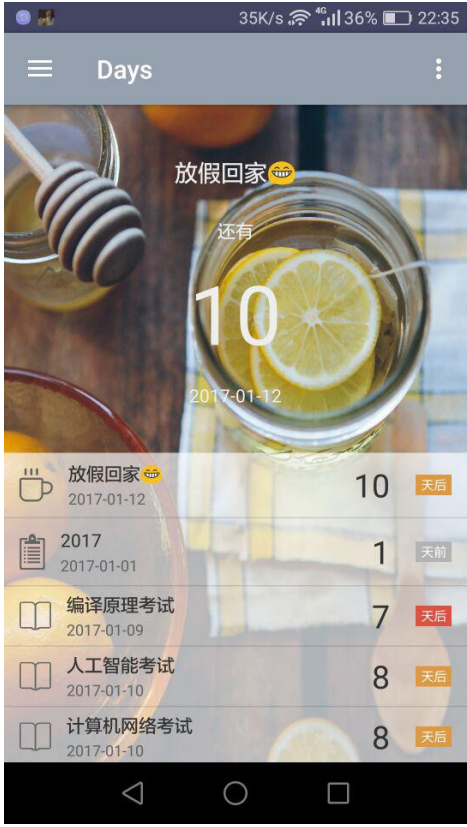 35K/s 4G 36% 22:35
Days
放假回家😁
还有
10
2017-01-12
放假回家😁
2017-01-12
10 天后
2017
2017-01-01
1 天前
编译原理考试
2017-01-09
7 天后
人工智能考试
2017-01-10
8 天后
计算机网络考试
2017-01-10
8 天后